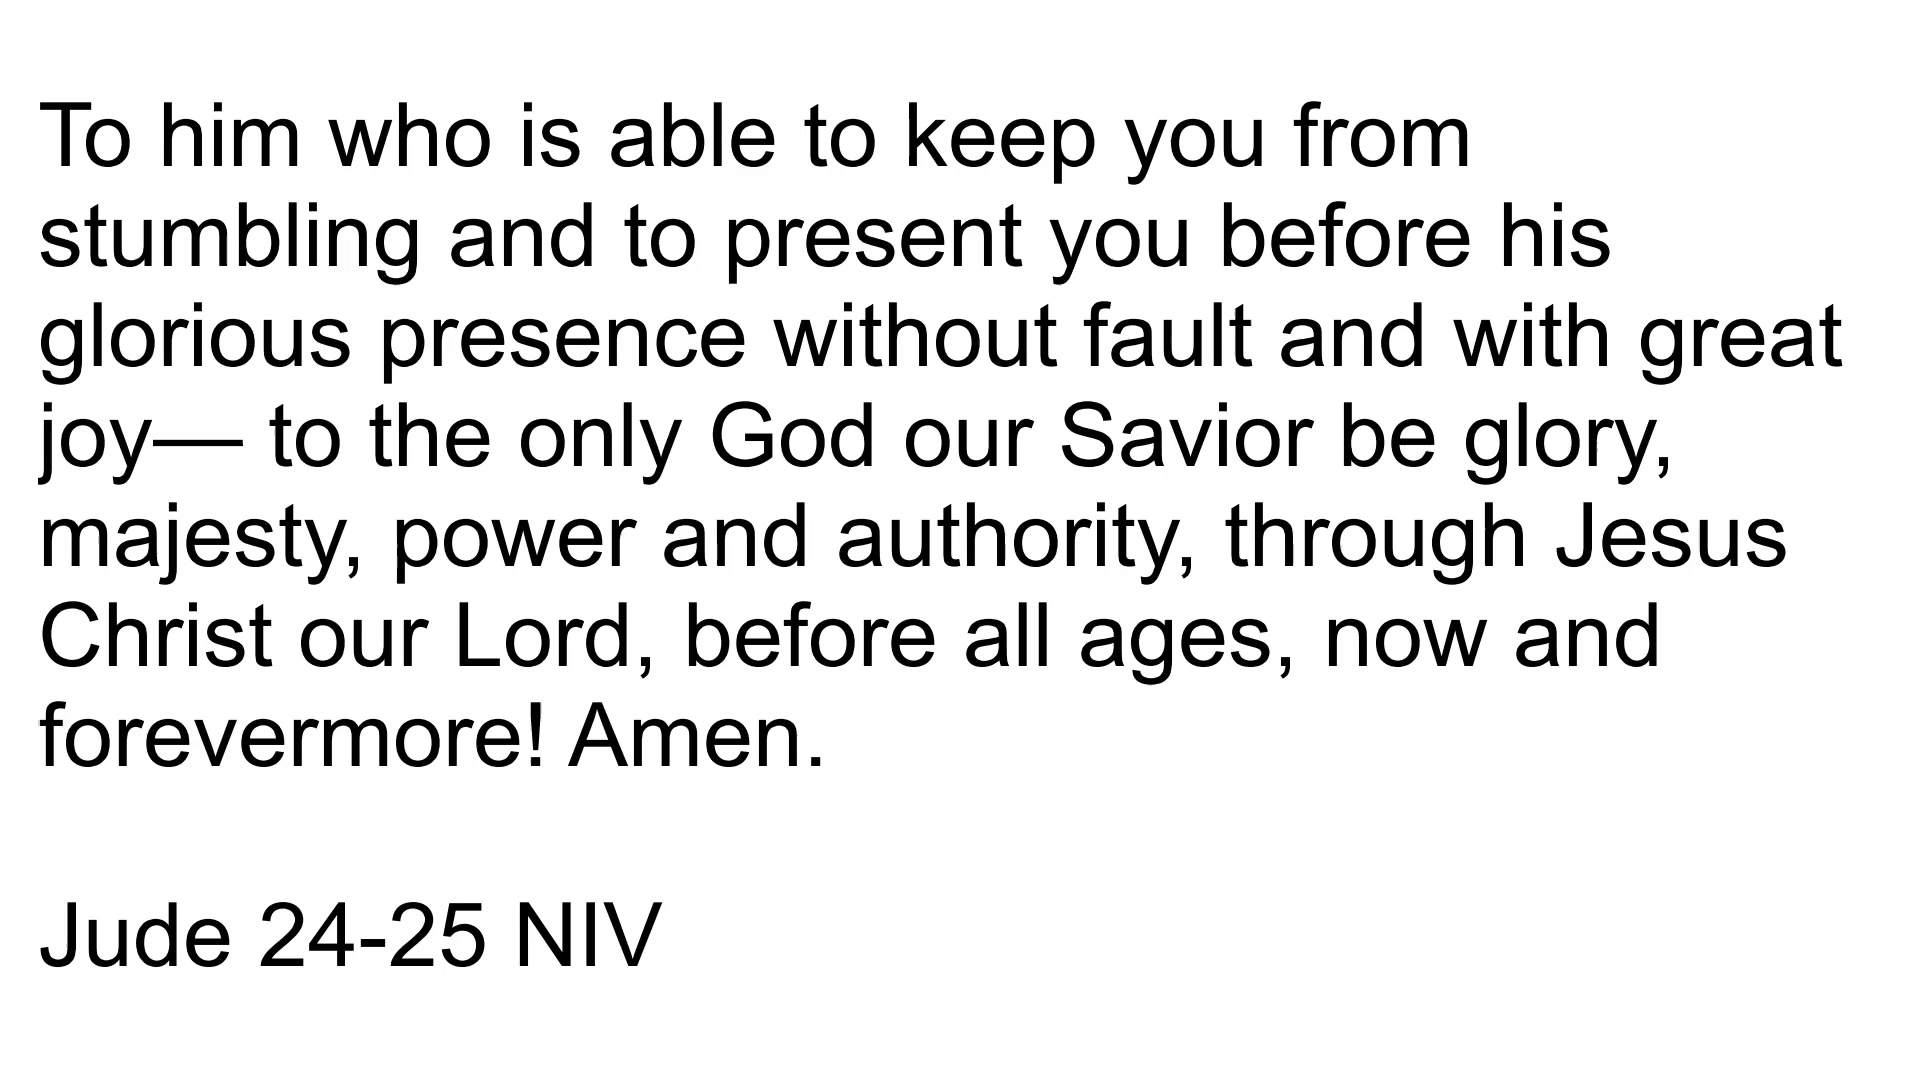 To him who is able to keep you from
stumbling and to present you before his
glorious presence without fault and with great
joy— to the only God our Savior be glory,
majesty, power and authority, through Jesus
Christ our Lord, before all ages, now and
forevermore! Amen.
Jude 24-25 NIV